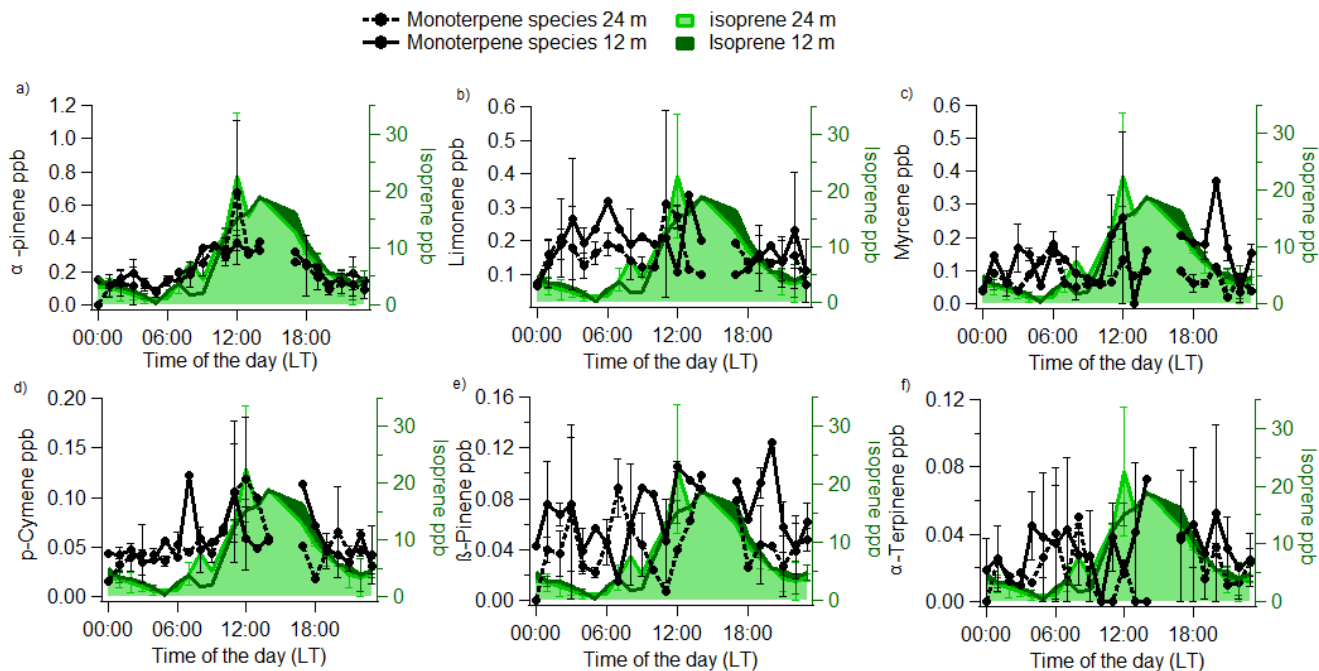 Monoterpene species 24 m isoprene 24 m
Monoterpene species 12 m Isoprene 12 m
a)
α -pinene ppb
1.2
1.0
0.8
0.6
0.4
0.2
0.0
30
20
10
0
Isoprene ppb
00:00 06:00 12:00 18:00
Time of the day (LT)
b)
Limonene ppb
0.6
0.5
0.4
0.3
0.2
0.1
30
20
10
0
Isoprene ppb
00:00 06:00 12:00 18:00
Time of the day (LT)
c)
Myrcene ppb
0.6
0.5
0.4
0.3
0.2
0.1
0.0
30
20
10
0
Isoprene ppb
00:00 06:00 12:00 18:00
Time of the day (LT)
d)
p-Cymene ppb
0.20
0.15
0.10
0.05
0.00
30
20
10
0
Isoprene ppb
00:00 06:00 12:00 18:00
Time of the day (LT)
e)
ß-Pinene ppb
0.16
0.12
0.08
0.04
0.00
30
20
10
0
Isoprene ppb
00:00 06:00 12:00 18:00
Time of the day (LT)
f)
α -Terpinene ppb
0.12
0.08
0.04
0.00
30
20
10
0
Isoprene ppb
00:00 06:00 12:00 18:00
Time of the day (LT)